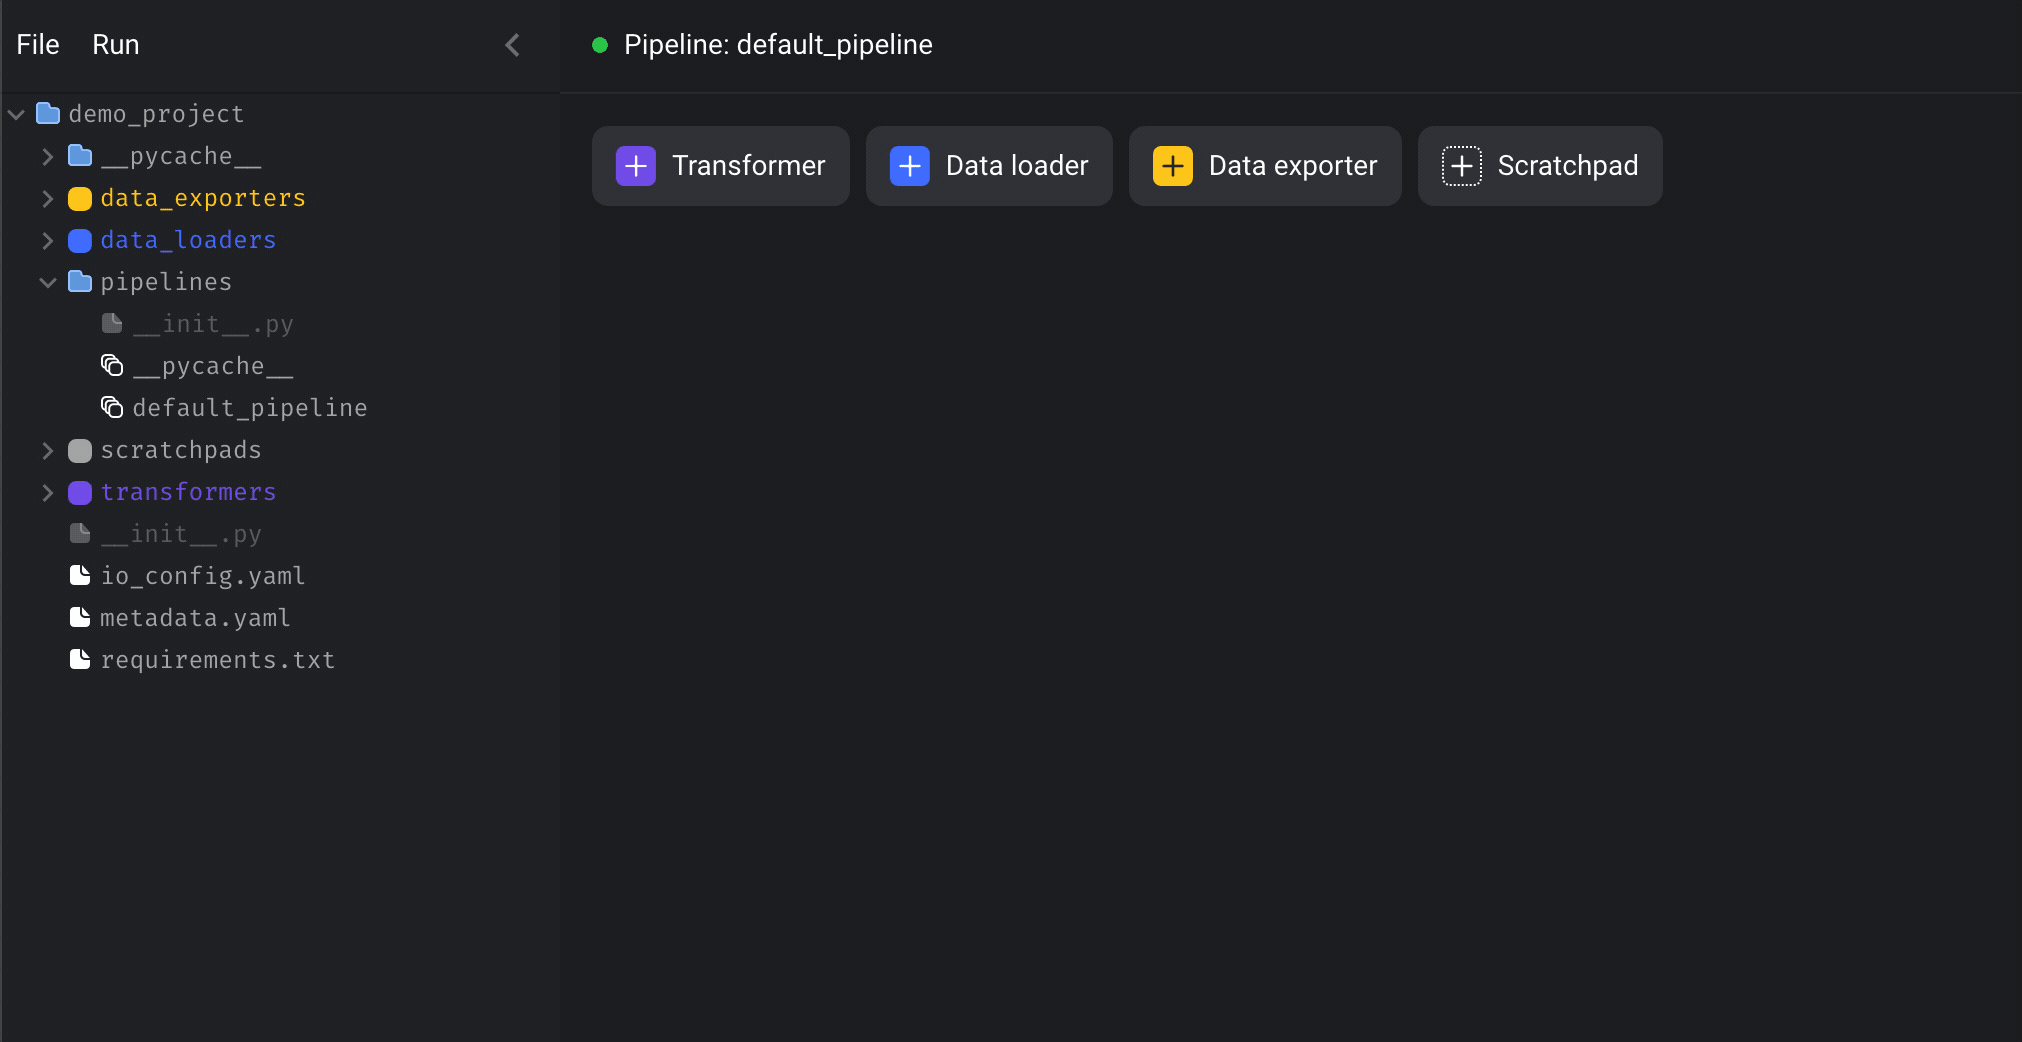 File Run
Pipeline: default_pipeline
demo_project
__pycache__
data_exporters
data_loaders
pipelines
__init__.py
__pycache__
default_pipeline
scratchpads
transformers
__init__.py
io_config.yaml
metadata.yaml
requirements.txt
Transformer Data loader Data exporter Scratchpad